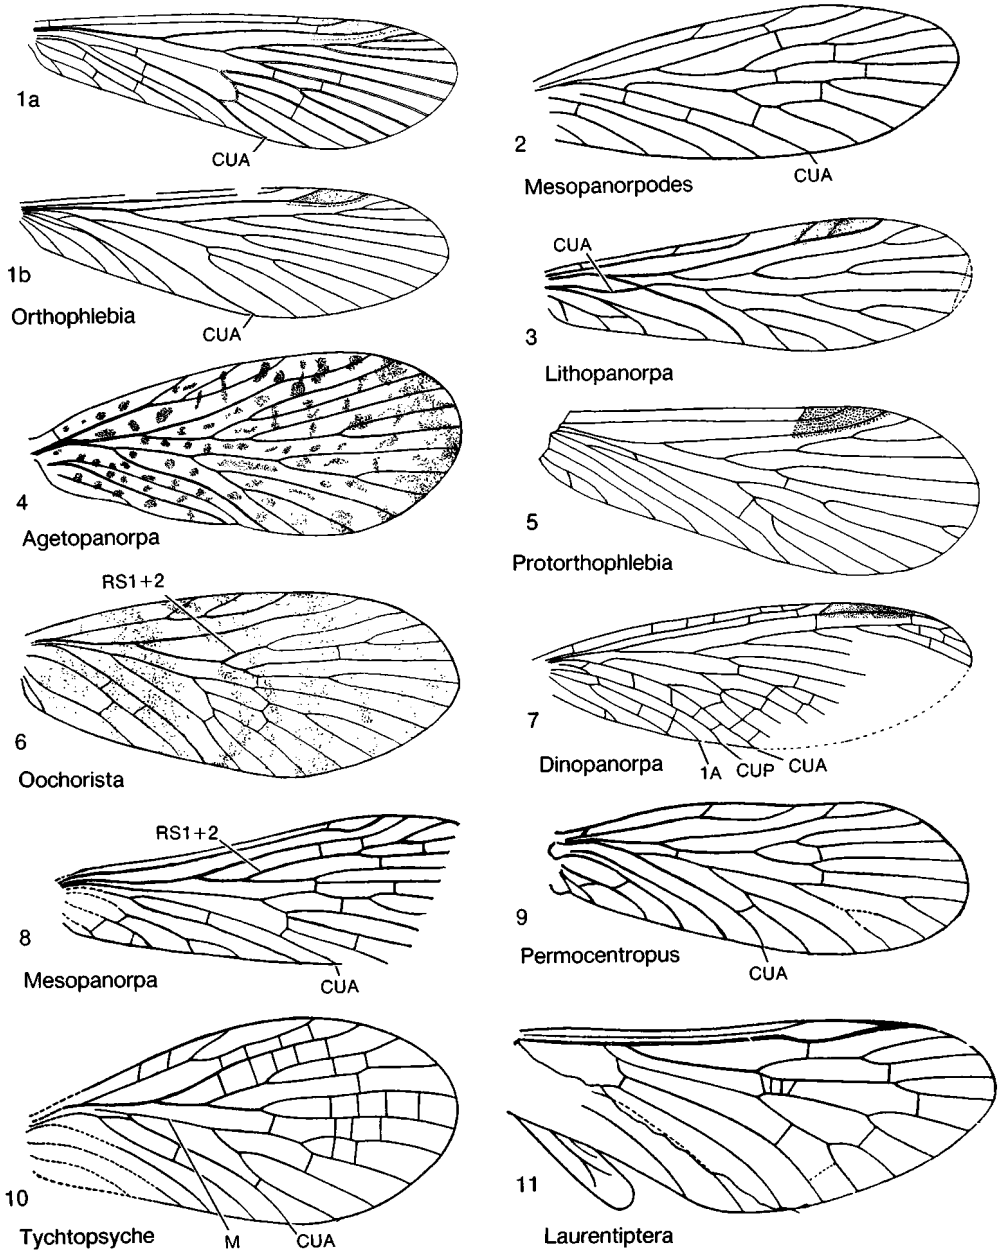 1a
CUA
2
CUA
Mesopanorpodes
1b
Orthophlebia
CUA
CUA
3
Lithopanorpa
4
Agetopanorpa
5
Protorthophlebia
RS1+2
6
Oochorista
7
Dinopanorpa
1A
CUP
CUA
RS1+2
8
Mesopanorpa
CUA
9
Permocentropus
CUA
10
Tychtopsyche
M
CUA
11
Laurentiptera